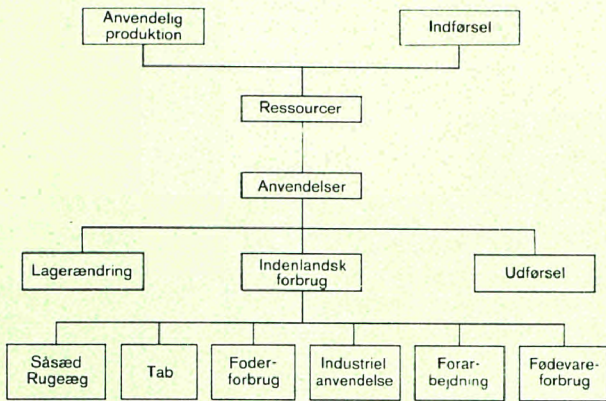 Anvendelig
produktion
Indførsel
Ressourcer
Anvendelser
Lagerændring
Indenlandsk
forbrug
Udførsel
Såsæd
Rugeæg
Tab
Foder-
forbrug
Industriel
anvendelse
Forar-
bejdning
Fødevare-
forbrug